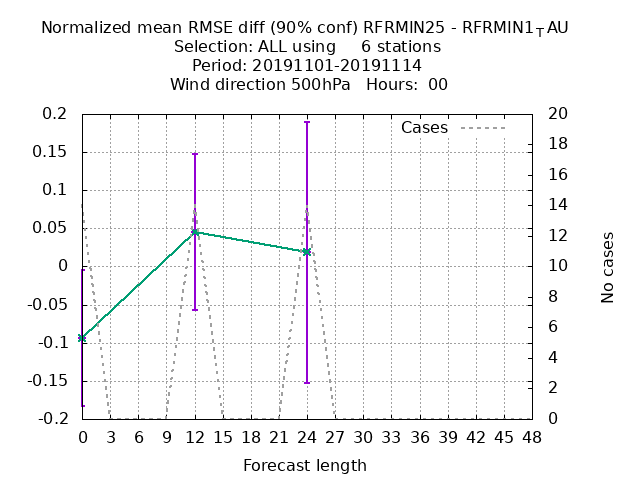 Normalized mean RMSE diff (90% conf) RFRMIN25 - RFRMIN1TAU
Selection: ALL using 6 stations
Period: 20191101-20191114
Wind direction 500hPa Hours: 00
0.2
0.15
0.1
0.05
0
-0.05
-0.1
-0.15
-0.2
Cases
20
18
16
14
12
10
8
6
4
2
0
No cases
0 3 6 9 12 15 18 21 24 27 30 33 36 39 42 45 48
Forecast length